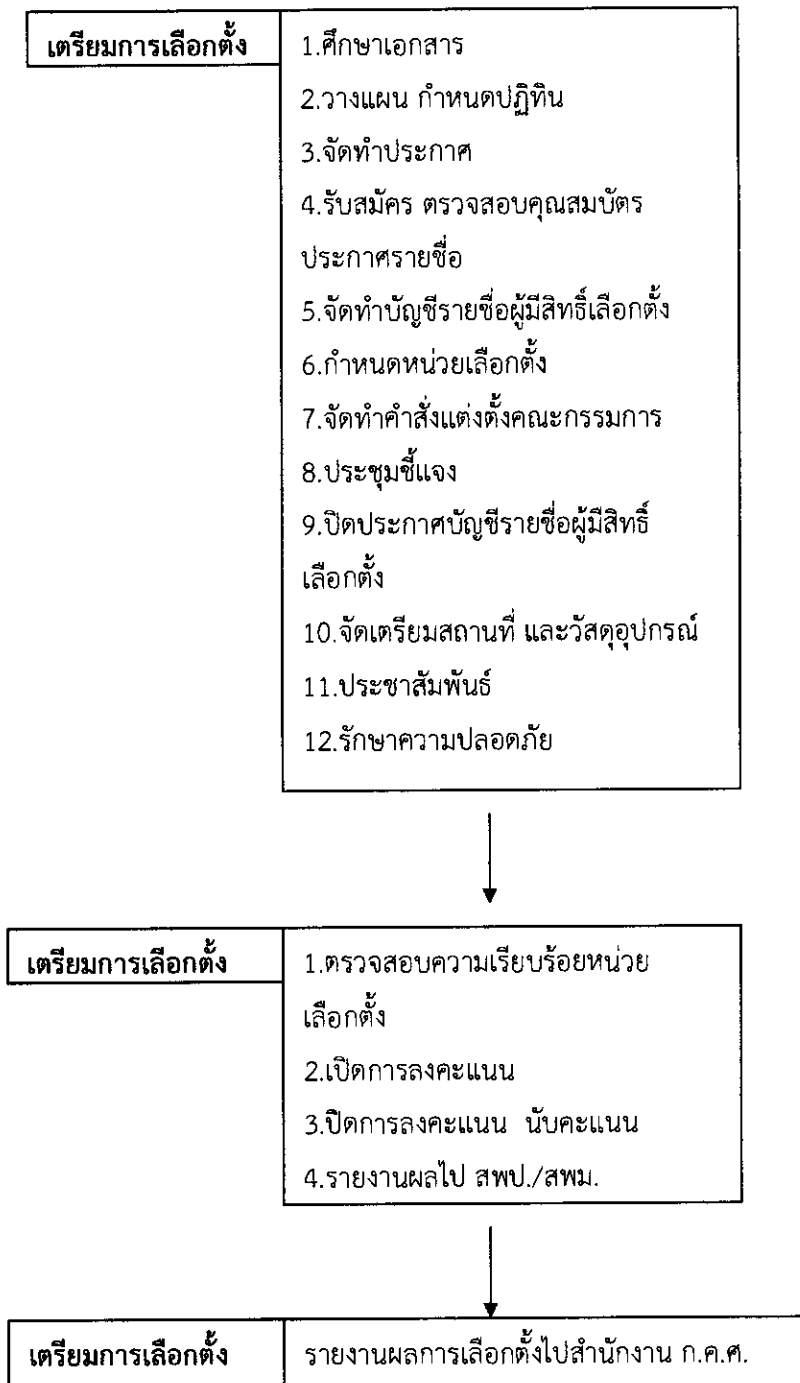 เตรียมการเลือกตั้ง
1.ศึกษาเอกสาร
2.วางแผน กำหนดปฏิทิน
3.จัดทำประกาศ
4.รับสมัคร ตรวจสอบคุณสมบัตร
ประกาศรายชื่อ
5.จัดทำบัญชีรายชื่อผู้มีสิทธิ์เลือกตั้ง
6.กำหนดหน่วยเลือกตั้ง
7.จัดทำคำสั่งแต่งตั้งคณะกรรมการ
8.ประชุมชี้แจง
9.ปิดประกาศบัญชีรายชื่อผู้มีสิทธิ์
เลือกตั้ง
10.จัดเตรียมสถานที่ และวัสดุอุปกรณ์
11.ประชาสัมพันธ์
12.รักษาความปลอดภัย
เตรียมการเลือกตั้ง
1.ตรวจสอบความเรียบร้อยหน่วย
เลือกตั้ง
2.เปิดการลงคะแนน
3.ปิดการลงคะแนน นับคะแนน
4.รายงานผลไป สพป./สพม.
เตรียมการเลือกตั้ง
รายงานผลการเลือกตั้งไปสำนักงาน ก.ค.ศ.